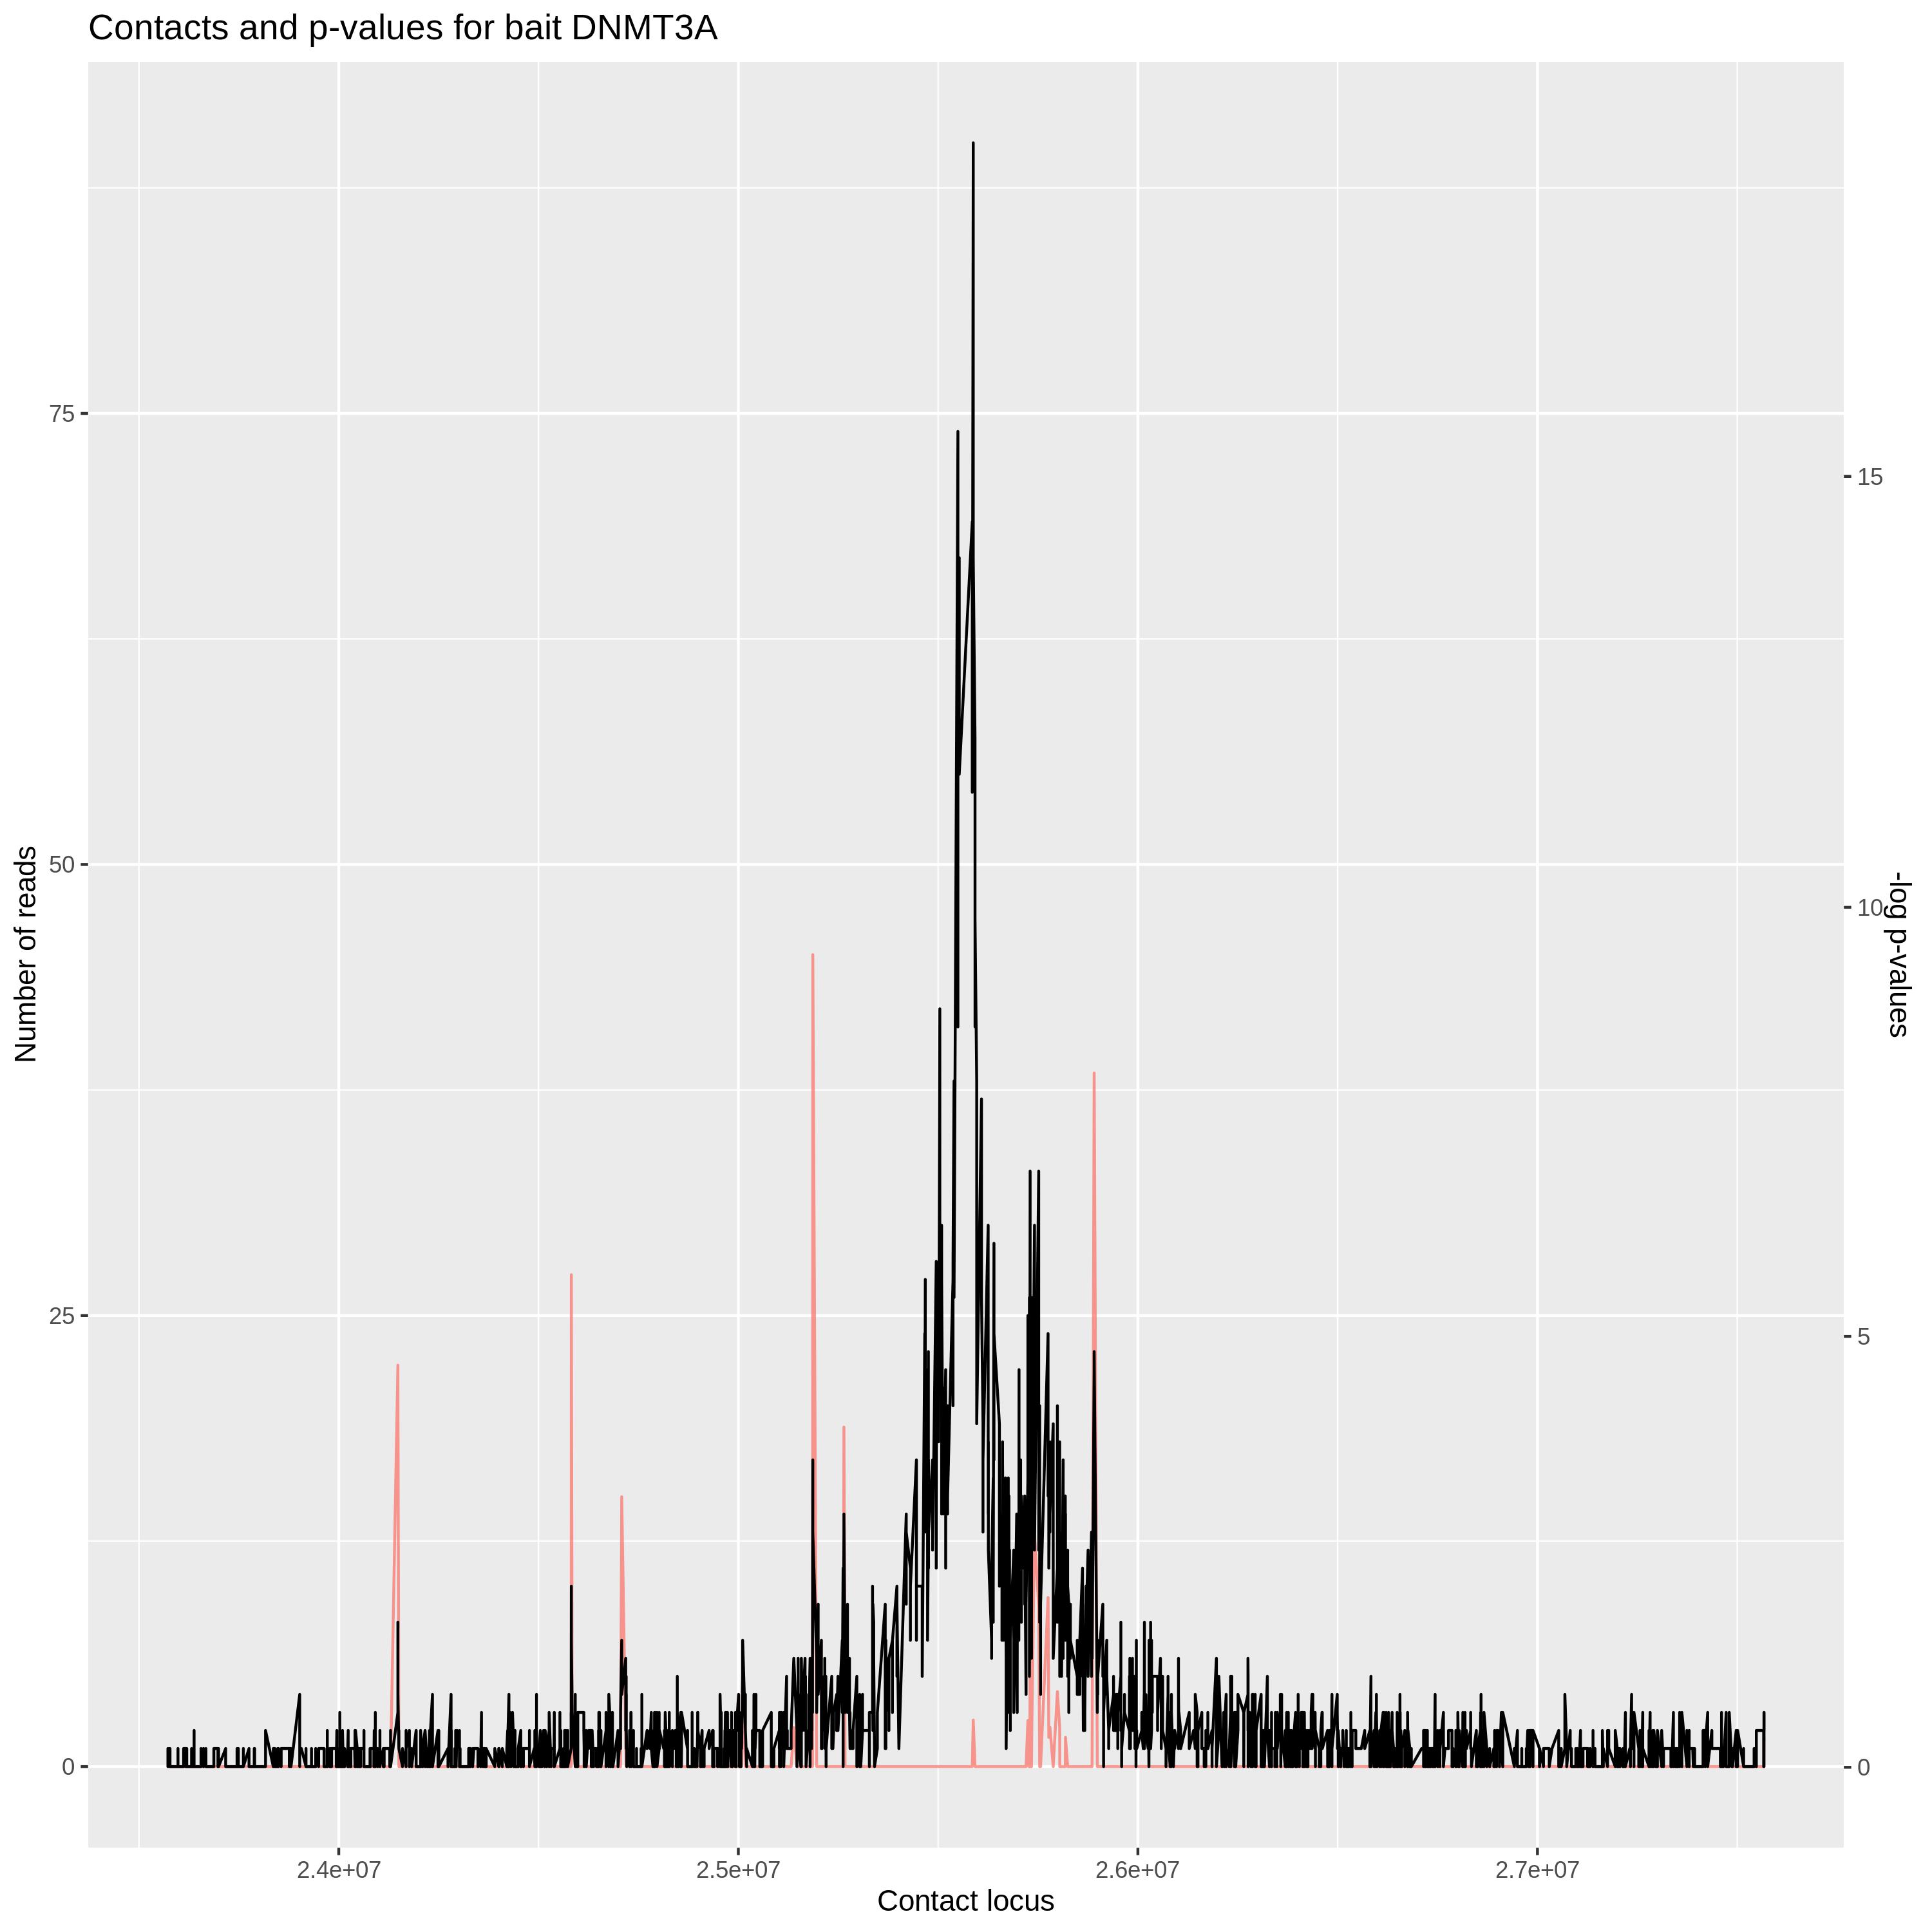 Contacts and p-values for bait DNMT3A
Number of reads
75
50
25
0
15
10
5
0
-log p-values
2.4e+07
2.5e+07
2.6e+07
2.7e+07
Contact locus